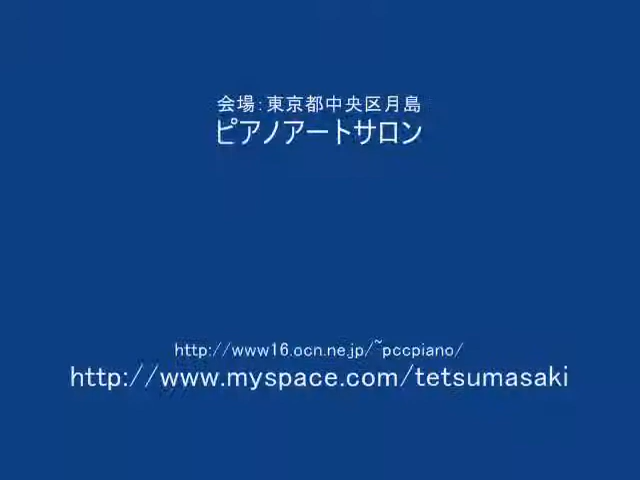 会場：東京都中央区月島
ピアノアートサロン
http://www16.ocn.ne.jp/~pccpiano/
http://www.myspace.com/tetsumasaki